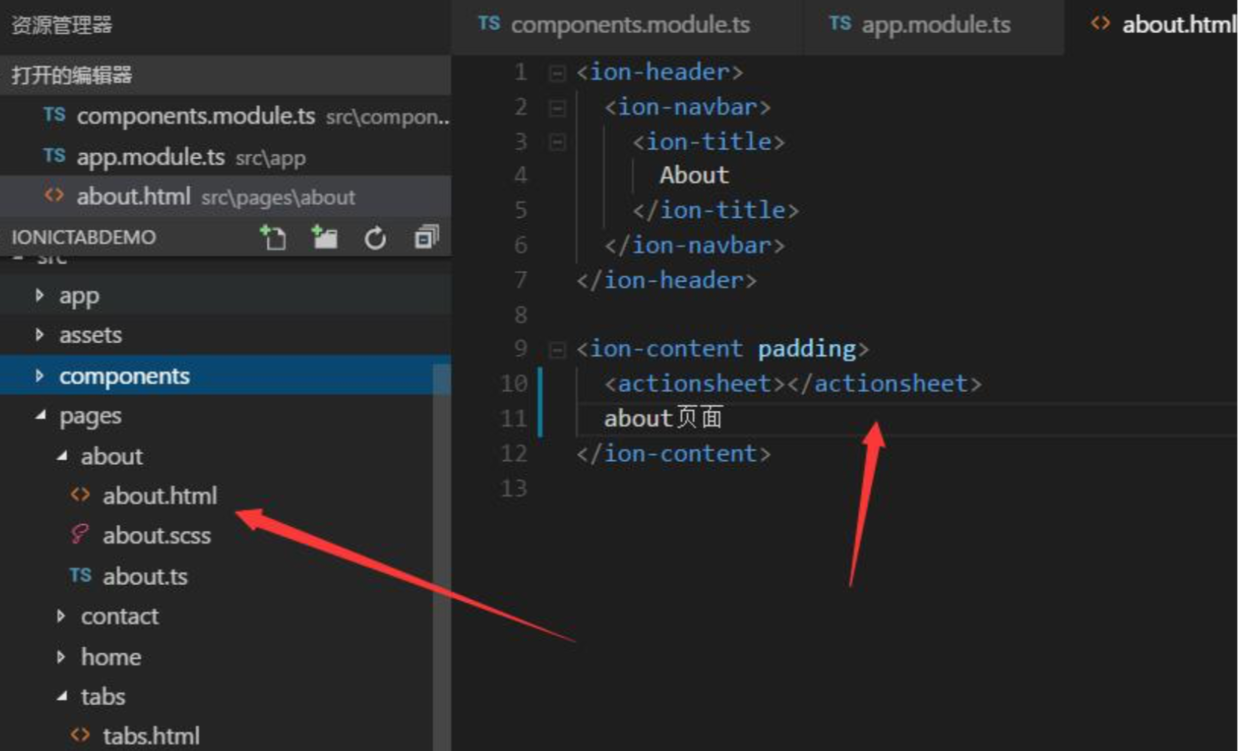 资源管理器
打开的编辑器
TS components.module.ts src\compon...
TS app.module.ts src\app
<> about.html src\pages\about
IONICTABDEMO
src
app
assets
components
pages
about
<> about.html
about.scss
TS about.ts
contact
home
tabs
<> tabs.html
TS components.module.ts TS app.module.ts <> about.html
1 <ion-header>
2 <ion-navbar>
3 <ion-title>
4 About
5 </ion-title>
6 </ion-navbar>
7 </ion-header>
8
9 <ion-content padding>
10 <actionsheet></actionsheet>
11 about页面
12 </ion-content>
13